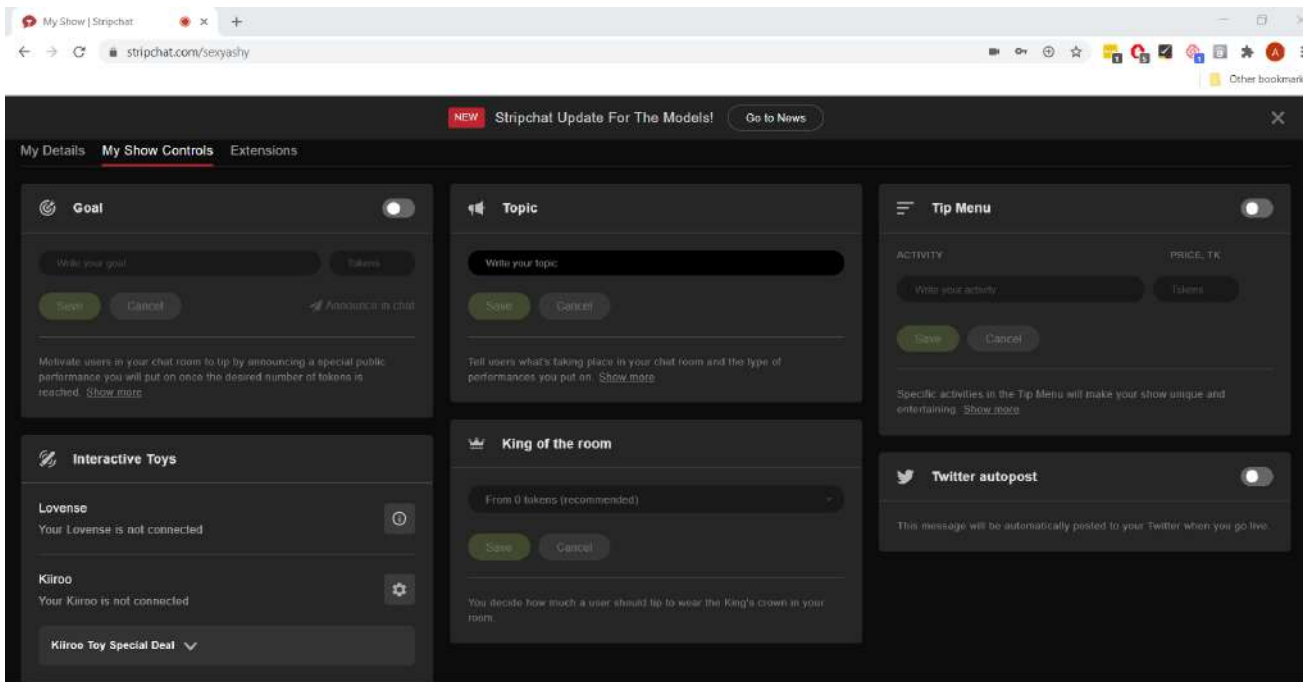 My Show | Stripchat
stripchat.com/sexyashy
1
5
1
A
Other bookmark
NEW Stripchat Update For The Models! Go to News
My Details My Show Controls Extensions
Goal
Write your goal Tokens
Save Cancel Announce in chat
Motivate users in your chat room to tip by announcing a special public
performance you will put on once the desired number of tokens is
reached. Show more
Interactive Toys
Lovense
Your Lovense is not connected
Kiiroo
Your Kiiroo is not connected
Kiiroo Toy Special Deal
Topic
Write your topic
Save Cancel
Tell users what's taking place in your chat room and the type of
performances you put on. Show more
King of the room
From 0 tokens (recommended)
Save Cancel
You decide how much a user should tip to wear the King's crown in your
room.
Tip Menu
ACTIVITY PRICE, TK
Write your activity Tokens
Save Cancel
Specific activities in the Tip Menu will make your show unique and
entertaining. Show more
Twitter autopost
This message will be automatically posted to your Twitter when you go live.